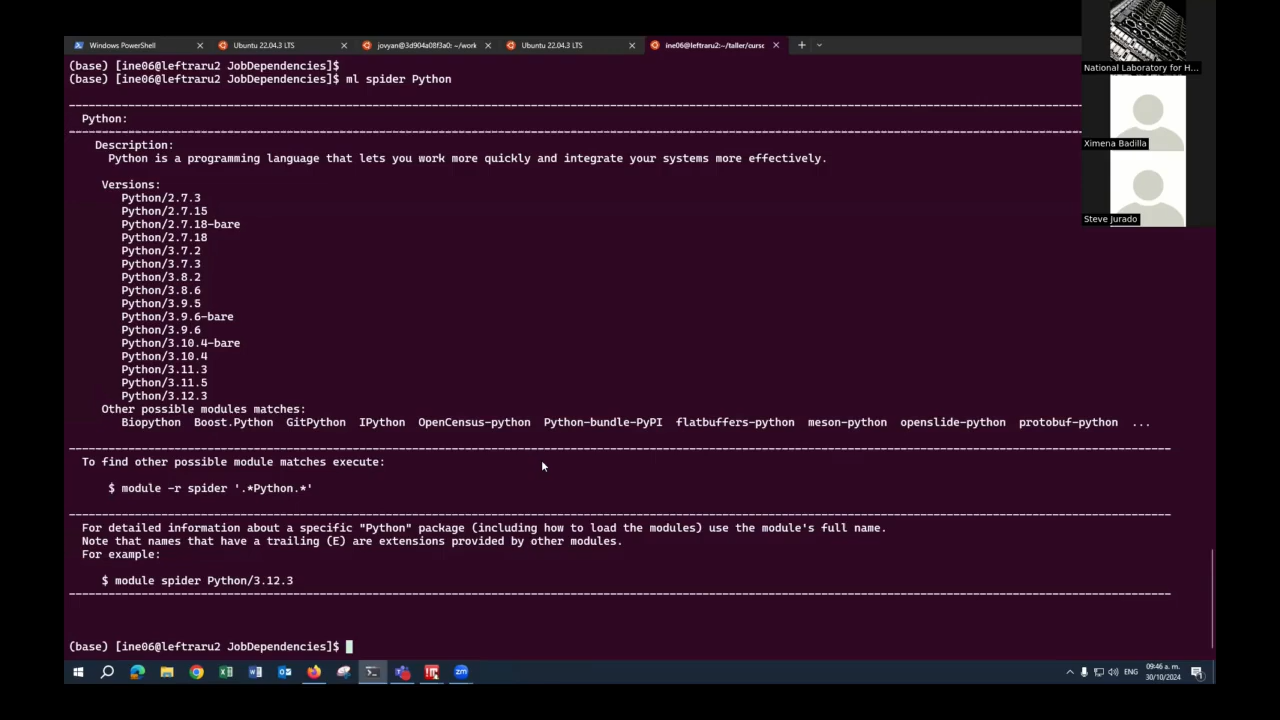 Windows PowerShell
Ubuntu 22.04.3 LTS
jovyan@3d904a08f3a0: ~/work
Ubuntu 22.04.3 LTS
ine06@leftraru2:~/taller/curso
(base) [ine06@leftraru2 JobDependencies]$
(base) [ine06@leftraru2 JobDependencies]$ ml spider Python
----------------------------------------------------------------
Python:
----------------------------------------------------------------
Description:
Python is a programming language that lets you work more quickly and integrate your systems more effectively.
Versions:
Python/2.7.3
Python/2.7.15
Python/2.7.18-bare
Python/2.7.18
Python/3.7.2
Python/3.7.3
Python/3.8.2
Python/3.8.6
Python/3.9.5
Python/3.9.6-bare
Python/3.9.6
Python/3.10.4-bare
Python/3.10.4
Python/3.11.3
Python/3.11.5
Python/3.12.3
Other possible modules matches:
Biopython Boost.Python GitPython IPython OpenCensus-python Python-bundle-PyPI flatbuffers-python meson-python openslide-python protobuf-python ...
----------------------------------------------------------------
To find other possible module matches execute:
$ module -r spider '.*Python.*'
----------------------------------------------------------------
For detailed information about a specific "Python" package (including how to load the modules) use the module's full name.
Note that names that have a trailing (E) are extensions provided by other modules.
For example:
$ module spider Python/3.12.3
----------------------------------------------------------------
(base) [ine06@leftraru2 JobDependencies]$
National Laboratory for H...
Ximena Badilla
Steve Jurado
ENG
09:46 a. m.
30/10/2024
zm